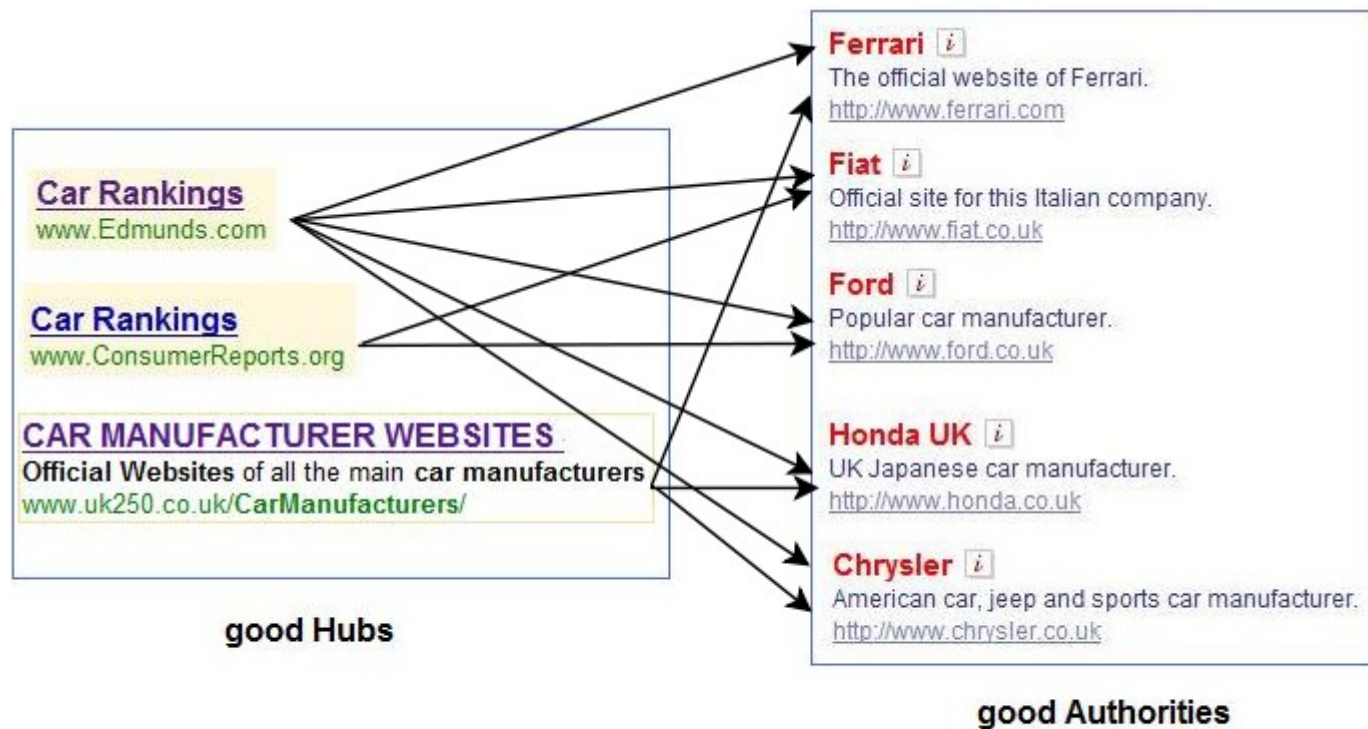 Car Rankings
www.Edmunds.com
Car Rankings
www.ConsumerReports.org
CAR MANUFACTURER WEBSITES
Official Websites of all the main car manufacturers
www.uk250.co.uk/CarManufacturers/
good Hubs
Ferrari i
The official website of Ferrari.
http://www.ferrari.com
Fiat i
Official site for this Italian company.
http://www.fiat.co.uk
Ford i
Popular car manufacturer.
http://www.ford.co.uk
Honda UK i
UK Japanese car manufacturer.
http://www.honda.co.uk
Chrysler i
American car, jeep and sports car manufacturer.
http://www.chrysler.co.uk
good Authorities